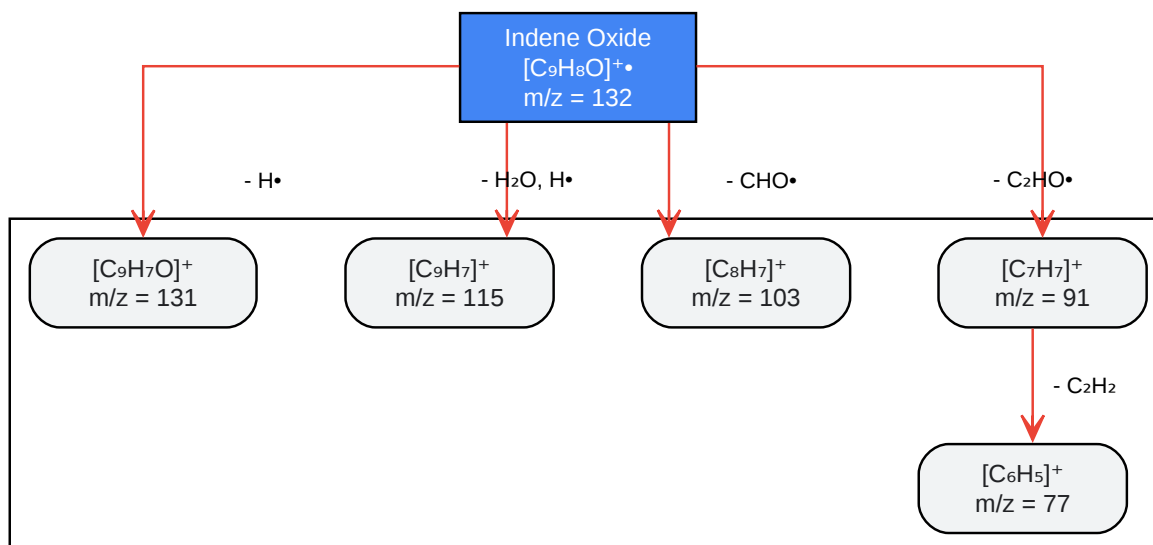 Indene Oxide
[C₉H₈O]⁺•
m/z = 132
- H•
- H₂O, H•
- CHO•
- C₂HO•
[C₉H₇O]⁺
m/z = 131
[C₉H₇]⁺
m/z = 115
[C₈H₇]⁺
m/z = 103
[C₇H₇]⁺
m/z = 91
- C₂H₂
[C₆H₅]⁺
m/z = 77